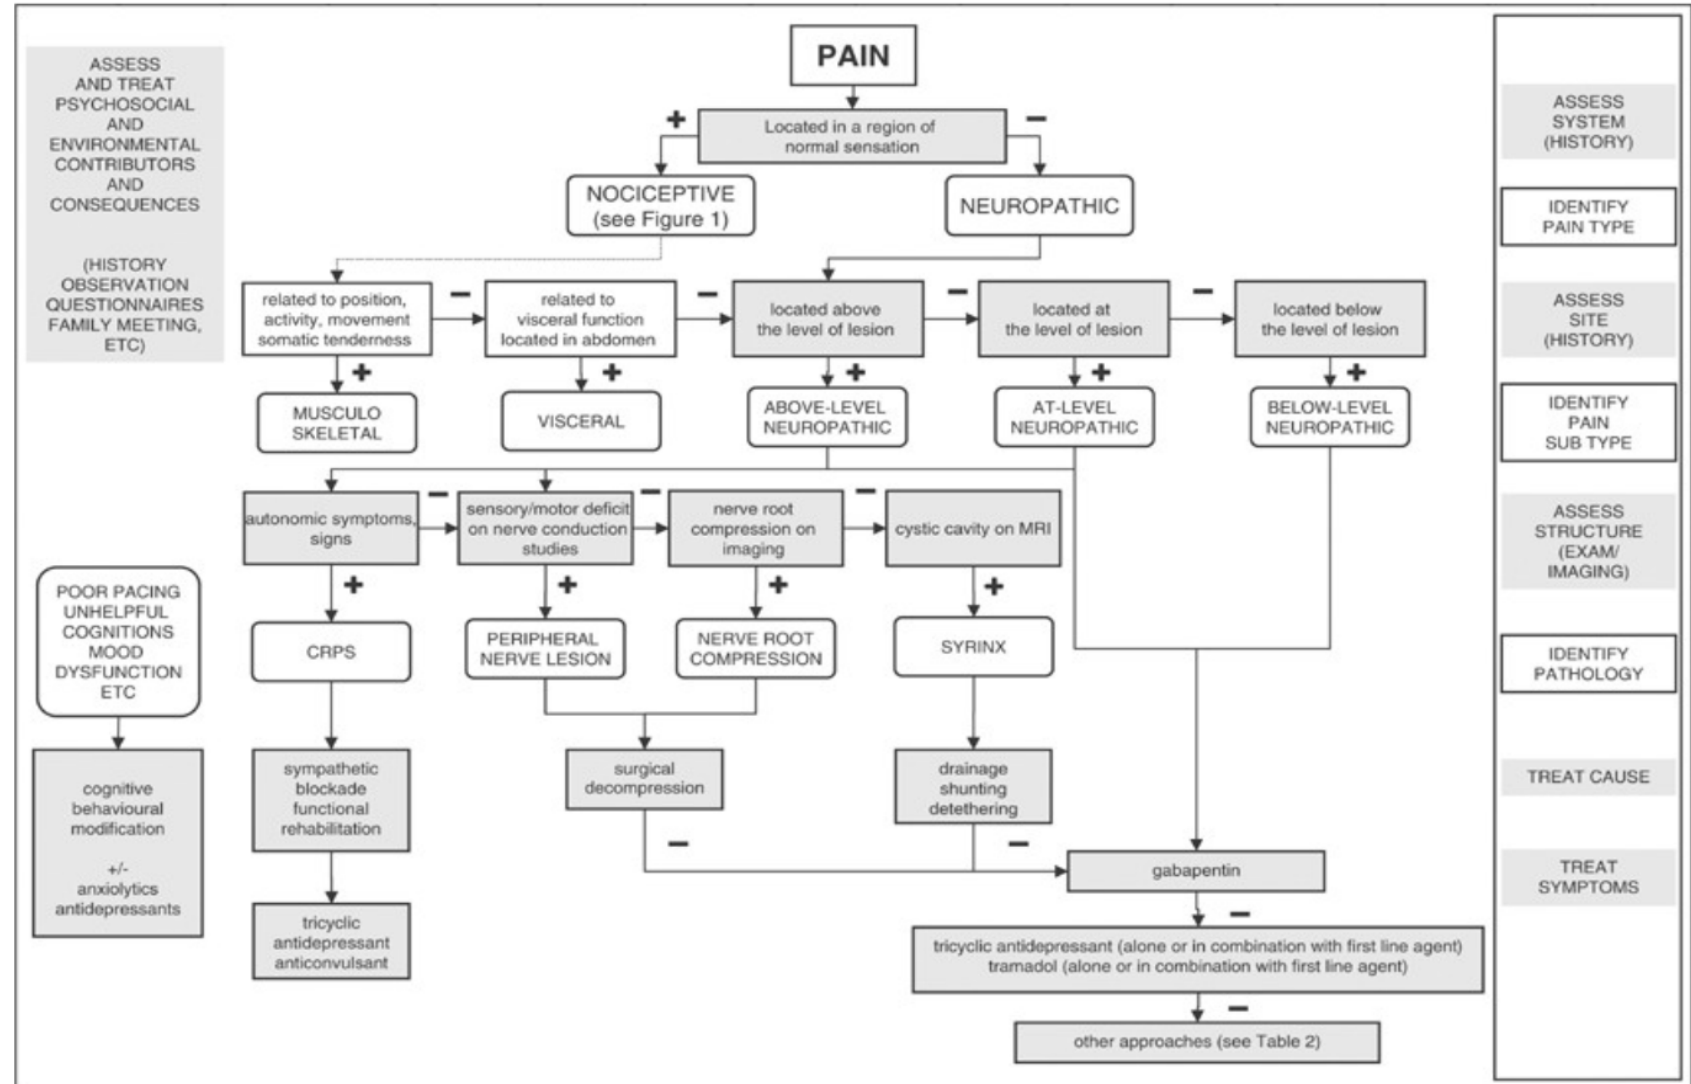 PAIN
ASSESS
AND TREAT
PSYCHOSOCIAL
AND
ENVIRONMENTAL
CONTRIBUTORS
AND
CONSEQUENCES
(HISTORY
OBSERVATION
QUESTIONNAIRES
FAMILY MEETING,
ETC)
+
Located in a region of
normal sensation
−
ASSESS
SYSTEM
(HISTORY)
NOCICEPTIVE
(see Figure 1)
NEUROPATHIC
IDENTIFY
PAIN TYPE
related to position,
activity, movement
somatic tenderness
−
related to
visceral function
located in abdomen
−
located above
the level of lesion
−
located at
the level of lesion
−
located below
the level of lesion
ASSESS
SITE
(HISTORY)
+
+
+
+
+
MUSCULO
SKELETAL
VISCERAL
ABOVE-LEVEL
NEUROPATHIC
AT-LEVEL
NEUROPATHIC
BELOW-LEVEL
NEUROPATHIC
IDENTIFY
PAIN
SUB TYPE
autonomic symptoms,
signs
−
sensory/motor deficit
on nerve conduction
studies
−
nerve root
compression on
imaging
−
cystic cavity on MRI
ASSESS
STRUCTURE
(EXAM/
IMAGING)
+
+
+
+
POOR PACING
UNHELPFUL
COGNITIONS
MOOD
DYSFUNCTION
ETC
CRPS
PERIPHERAL
NERVE LESION
NERVE ROOT
COMPRESSION
SYRINX
IDENTIFY
PATHOLOGY
cognitive
behavioural
modification
+/-
anxiolytics
antidepressants
sympathetic
blockade
functional
rehabilitation
surgical
decompression
drainage
shunting
detethering
TREAT CAUSE
−
−
gabapentin
TREAT
SYMPTOMS
tricyclic
antidepressant
anticonvulsant
−
tricyclic antidepressant (alone or in combination with first line agent)
tramadol (alone or in combination with first line agent)
−
other approaches (see Table 2)